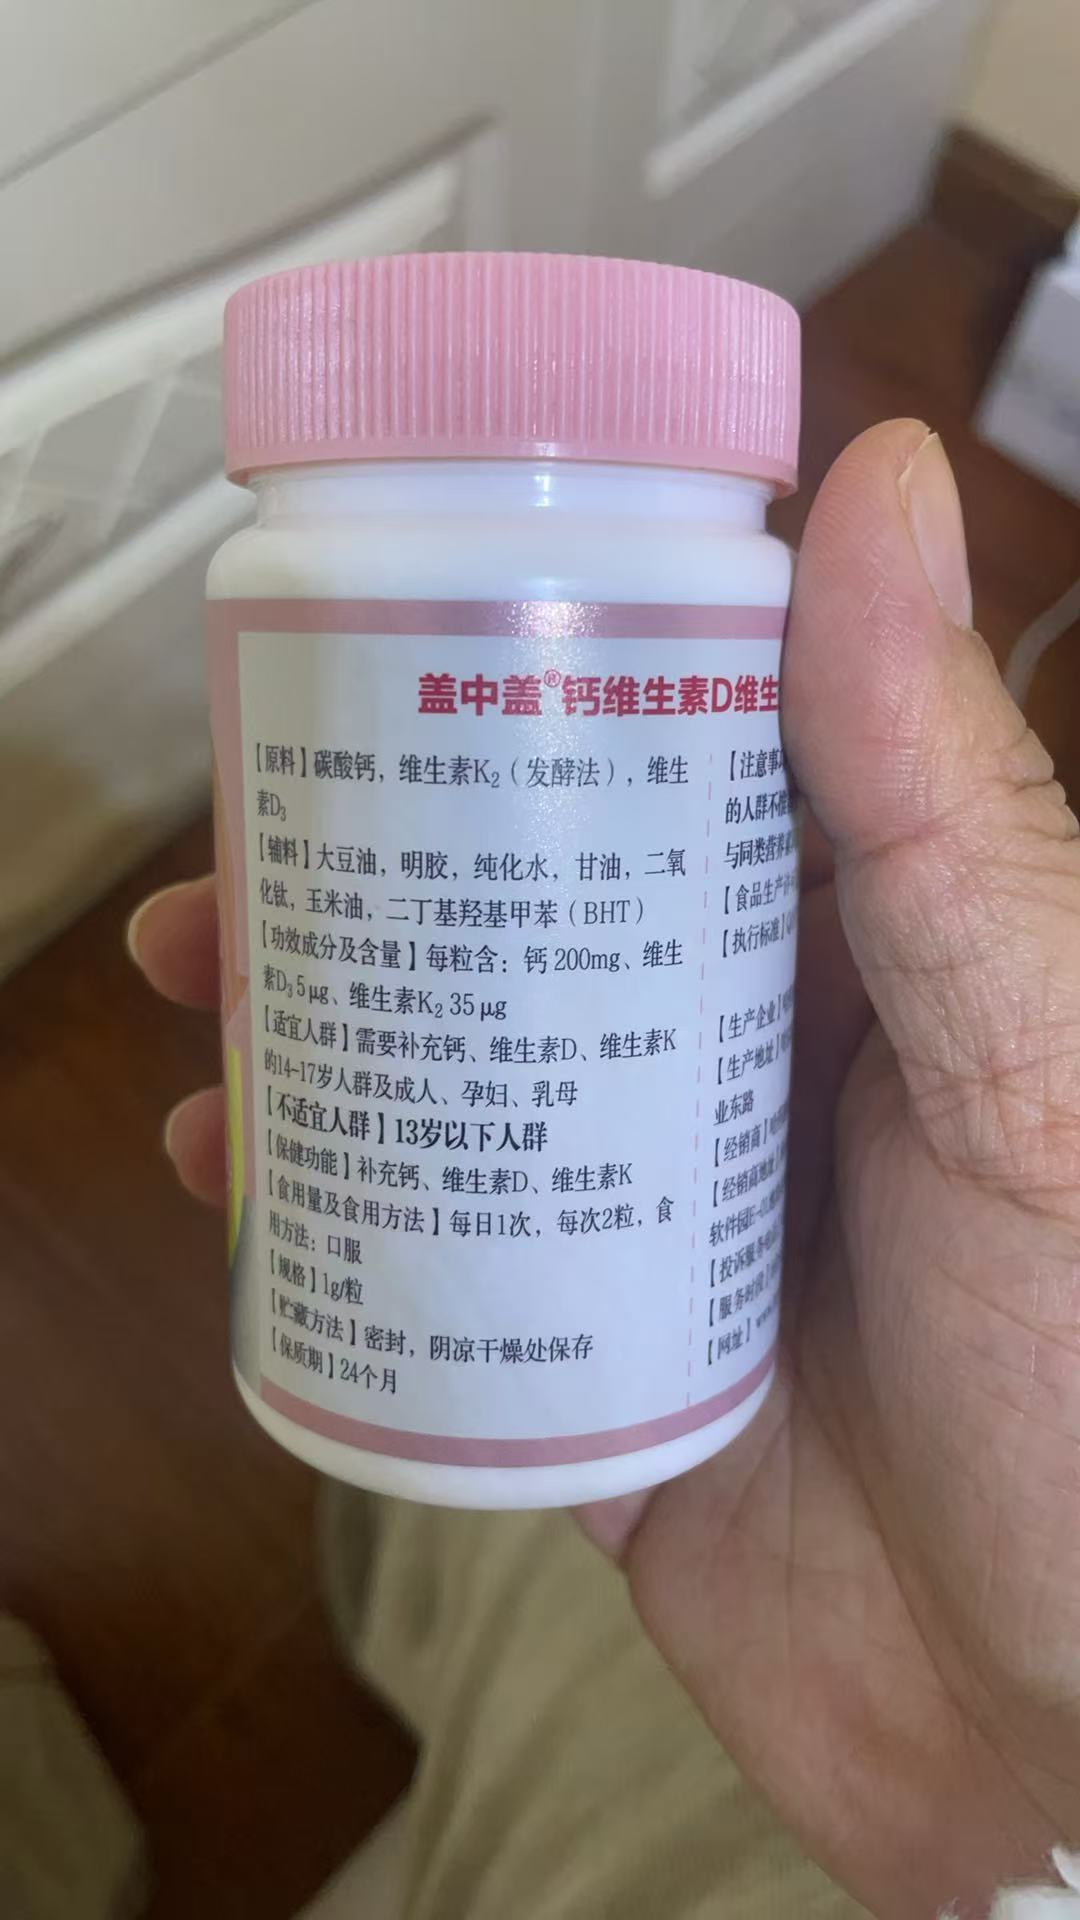 盖中盖®钙维生素D维生
【原料】碳酸钙，维生素K₂（发酵法），维生
素D₃
【辅料】大豆油，明胶，纯化水，甘油，二氧
化钛，玉米油，二丁基羟基甲苯（BHT）
【功效成分及含量】每粒含：钙 200mg、维生
素D₃ 5μg、维生素K₂ 35μg
【适宜人群】需要补充钙、维生素D、维生素K
的14~17岁人群及成人、孕妇、乳母
【不适宜人群】13岁以下人群
【保健功能】补充钙、维生素D、维生素K
【食用量及食用方法】每日1次，每次2粒，食
用方法：口服
【规格】1g/粒
【贮藏方法】密封，阴凉干燥处保存
【保质期】24个月
【注意事
的人群不推
与同类营养素
【食品生产许
【执行标准】
【生产企业】
【生产地址】
业东路
【经销商】
【经销商地址】
软件园E-01
【投诉服务
【服务时段】
【网址】